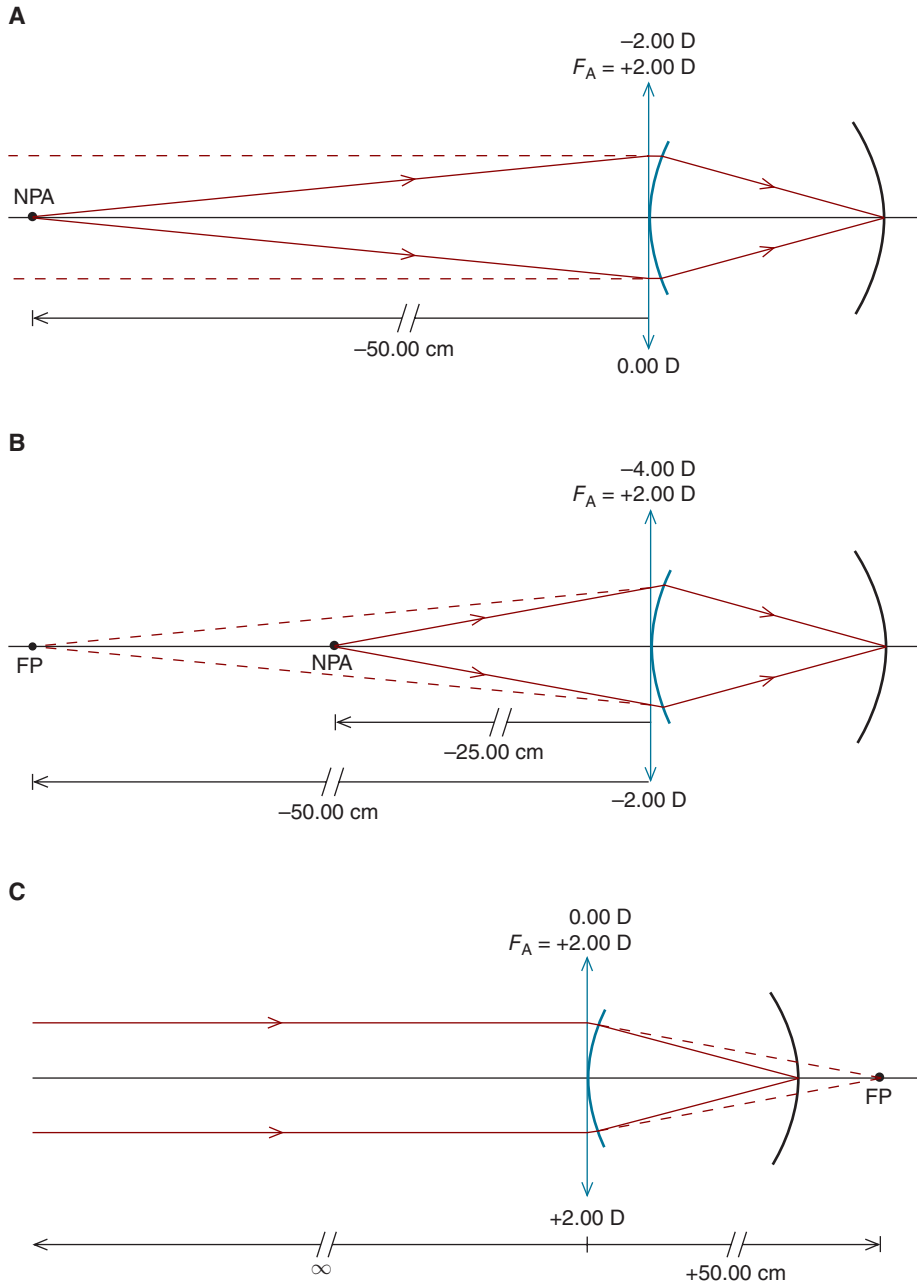 A
–2.00 D
F_A = +2.00 D
NPA
–50.00 cm
0.00 D
B
–4.00 D
F_A = +2.00 D
FP
NPA
–25.00 cm
–50.00 cm
–2.00 D
C
0.00 D
F_A = +2.00 D
FP
+2.00 D
∞
+50.00 cm